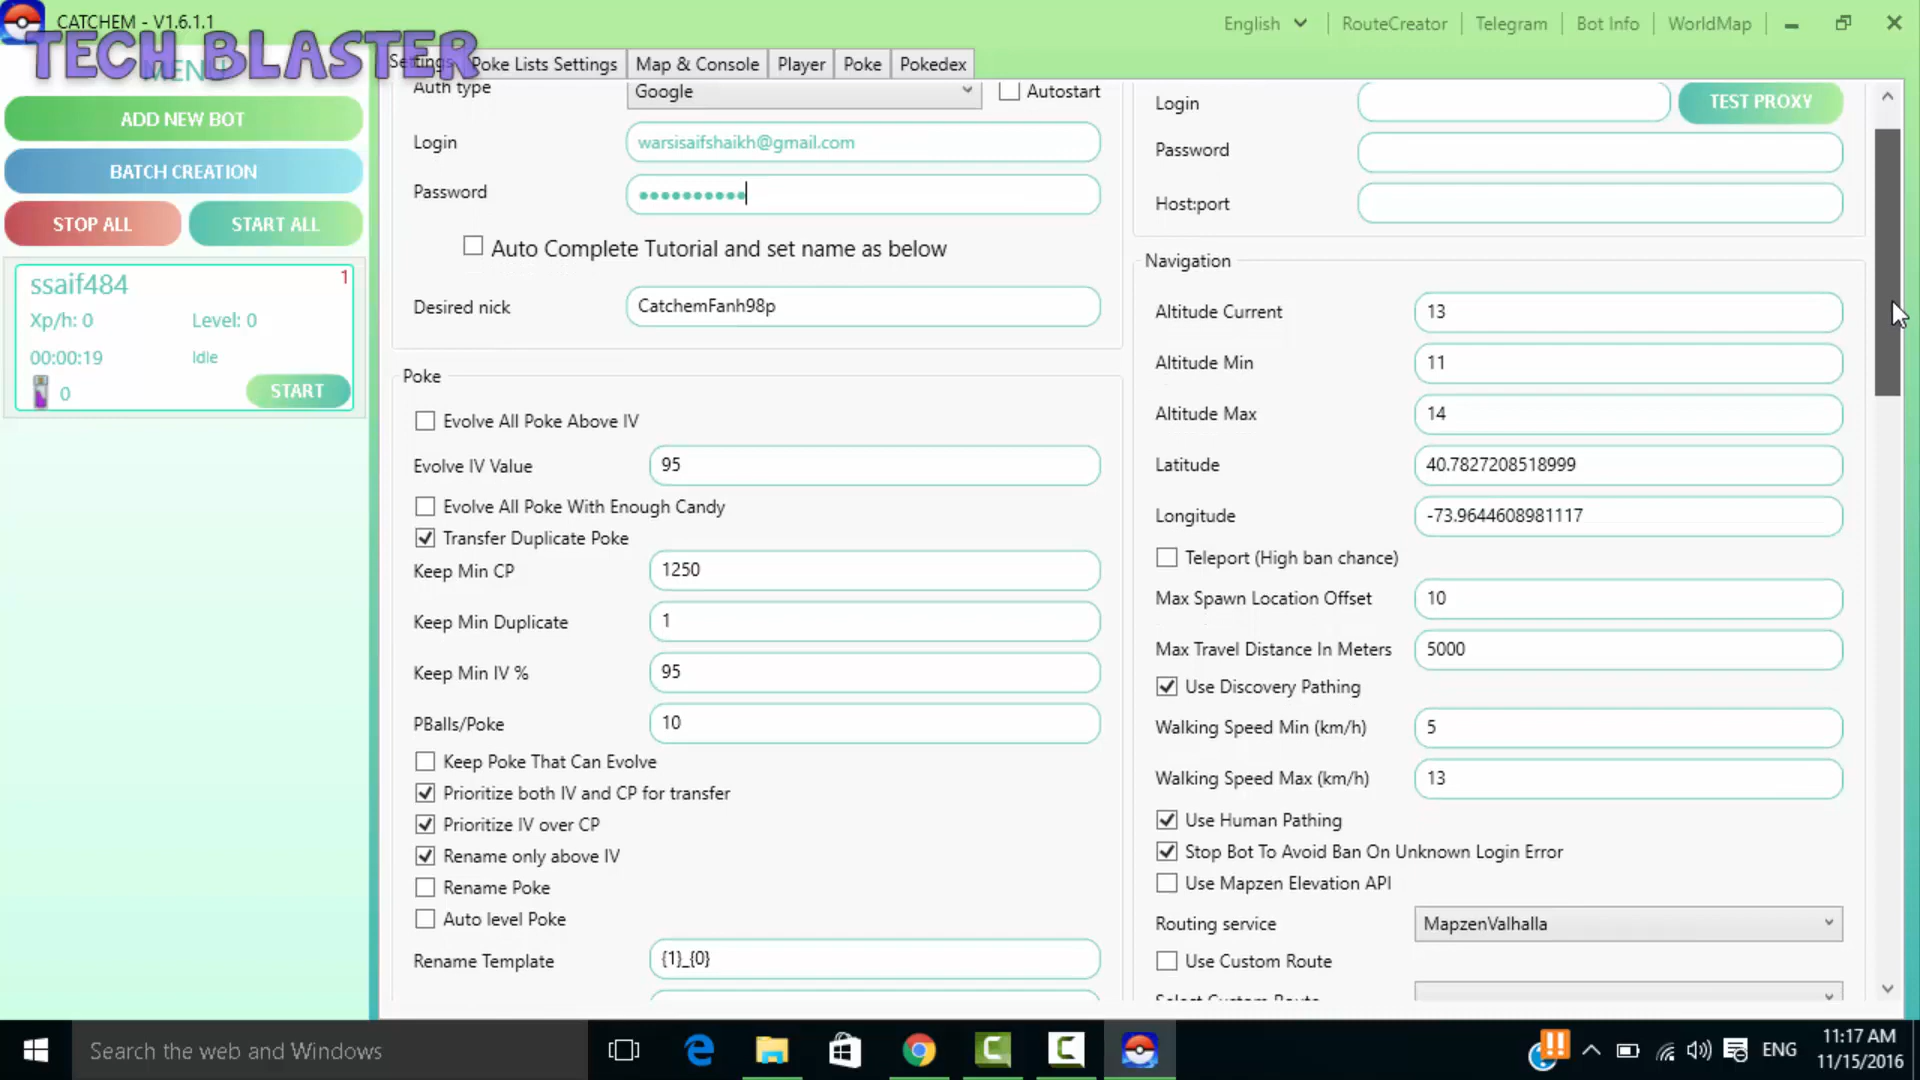 CATCHEM - V1.6.1.1
English
RouteCreator
Telegram
Bot Info
WorldMap
TECH BLASTER
MENU
Settings
Poke Lists Settings
Map & Console
Player
Poke
Pokedex
ADD NEW BOT
BATCH CREATION
STOP ALL
START ALL
ssaif484
1
Xp/h: 0
Level: 0
00:00:19
Idle
0
START
Auth type
Google
Autostart
Login
warsisaifshaikh@gmail.com
Password
Auto Complete Tutorial and set name as below
Desired nick
CatchemFanh98p
Poke
Evolve All Poke Above IV
Evolve IV Value
95
Evolve All Poke With Enough Candy
Transfer Duplicate Poke
Keep Min CP
1250
Keep Min Duplicate
1
Keep Min IV %
95
PBalls/Poke
10
Keep Poke That Can Evolve
Prioritize both IV and CP for transfer
Prioritize IV over CP
Rename only above IV
Rename Poke
Auto level Poke
Rename Template
{1}_{0}
Login
TEST PROXY
Password
Host:port
Navigation
Altitude Current
13
Altitude Min
11
Altitude Max
14
Latitude
40.7827208518999
Longitude
-73.9644608981117
Teleport (High ban chance)
Max Spawn Location Offset
10
Max Travel Distance In Meters
5000
Use Discovery Pathing
Walking Speed Min (km/h)
5
Walking Speed Max (km/h)
13
Use Human Pathing
Stop Bot To Avoid Ban On Unknown Login Error
Use Mapzen Elevation API
Routing service
MapzenValhalla
Use Custom Route
Select Custom Route
Search the web and Windows
ENG
11:17 AM
11/15/2016